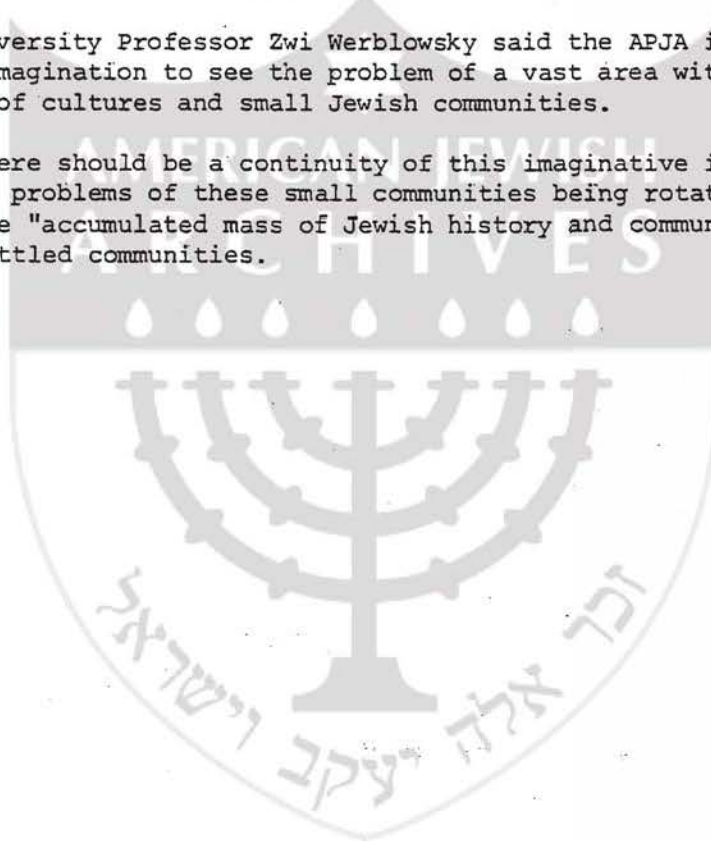 versity Professor Zwi Werblowsky said the APJA i
magination to see the problem of a vast area wit
of cultures and small Jewish communities.
ere should be a continuity of this imaginative i
problems of these small communities being rotat
e "accumulated mass of Jewish history and commun
ttled communities.
AMERICAN JEWISH
ARCHIVES
זכר אלה יעקב וישראל